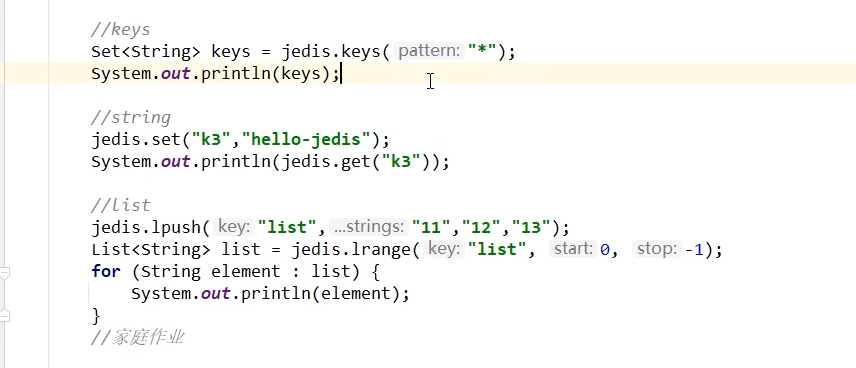 //keys
Set<String> keys = jedis.keys( pattern: "*");
System.out.println(keys);
//string
jedis.set("k3","hello-jedis");
System.out.println(jedis.get("k3"));
//list
jedis.lpush( key: "list", ...strings: "11","12","13");
List<String> list = jedis.lrange( key: "list", start: 0, stop: -1);
for (String element : list) {
System.out.println(element);
}
//家庭作业